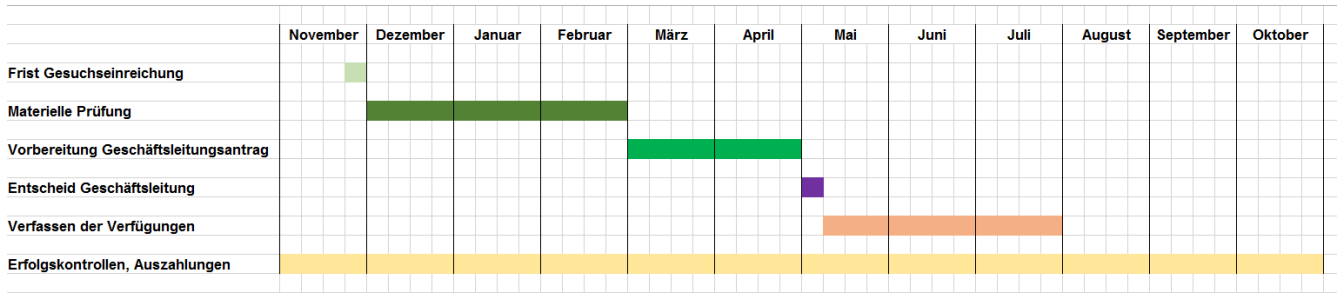 November Dezember Januar Februar März April Mai Juni Juli August September Oktober
Frist Gesuchseinreichung
Materielle Prüfung
Vorbereitung Geschäftsleitungsantrag
Entscheid Geschäftsleitung
Verfassen der Verfügungen
Erfolgskontrollen, Auszahlungen